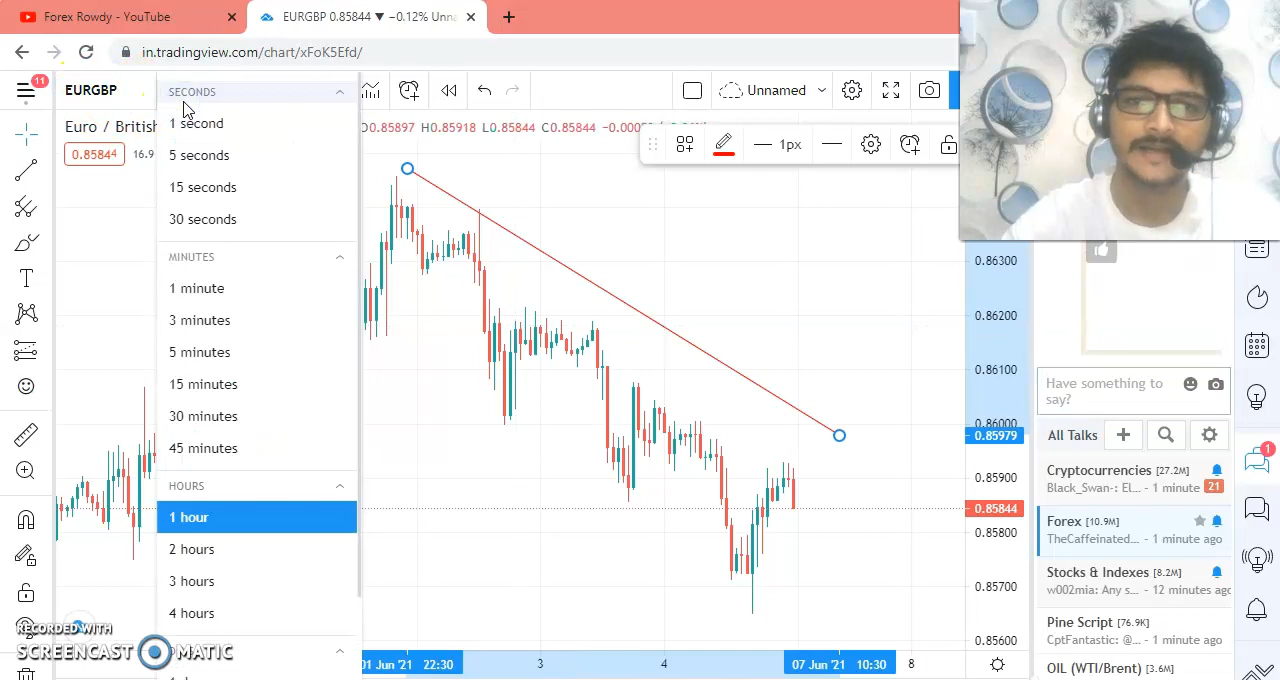 Forex Rowdy - YouTube
EURGBP 0.85844 ▼ −0.12% Unna
in.tradingview.com/chart/xFoK5Efd/
11
EURGBP
Unnamed
Euro / British
O0.85897 H0.85918 L0.85844 C0.85844
0.85844
16.9
1px
SECONDS
1 second
5 seconds
15 seconds
30 seconds
MINUTES
1 minute
3 minutes
5 minutes
15 minutes
30 minutes
45 minutes
HOURS
1 hour
2 hours
3 hours
4 hours
0.86300
0.86200
0.86100
0.86000
0.85979
0.85900
0.85844
0.85800
0.85700
0.85600
01 Jun '21 22:30
3
4
07 Jun '21 10:30
8
Have something to
say?
All Talks
Cryptocurrencies [27.2M]
Black_Swan-: El... - 1 minute
21
Forex [10.9M]
TheCaffeinated... - 1 minute ago
Stocks & Indexes [8.2M]
w002mia: Any s... - 12 minutes ago
Pine Script [76.9K]
CptFantastic: @... - 1 minute ago
OIL (WTI/Brent) [3.6M]
1
RECORDED WITH
SCREENCAST MATIC